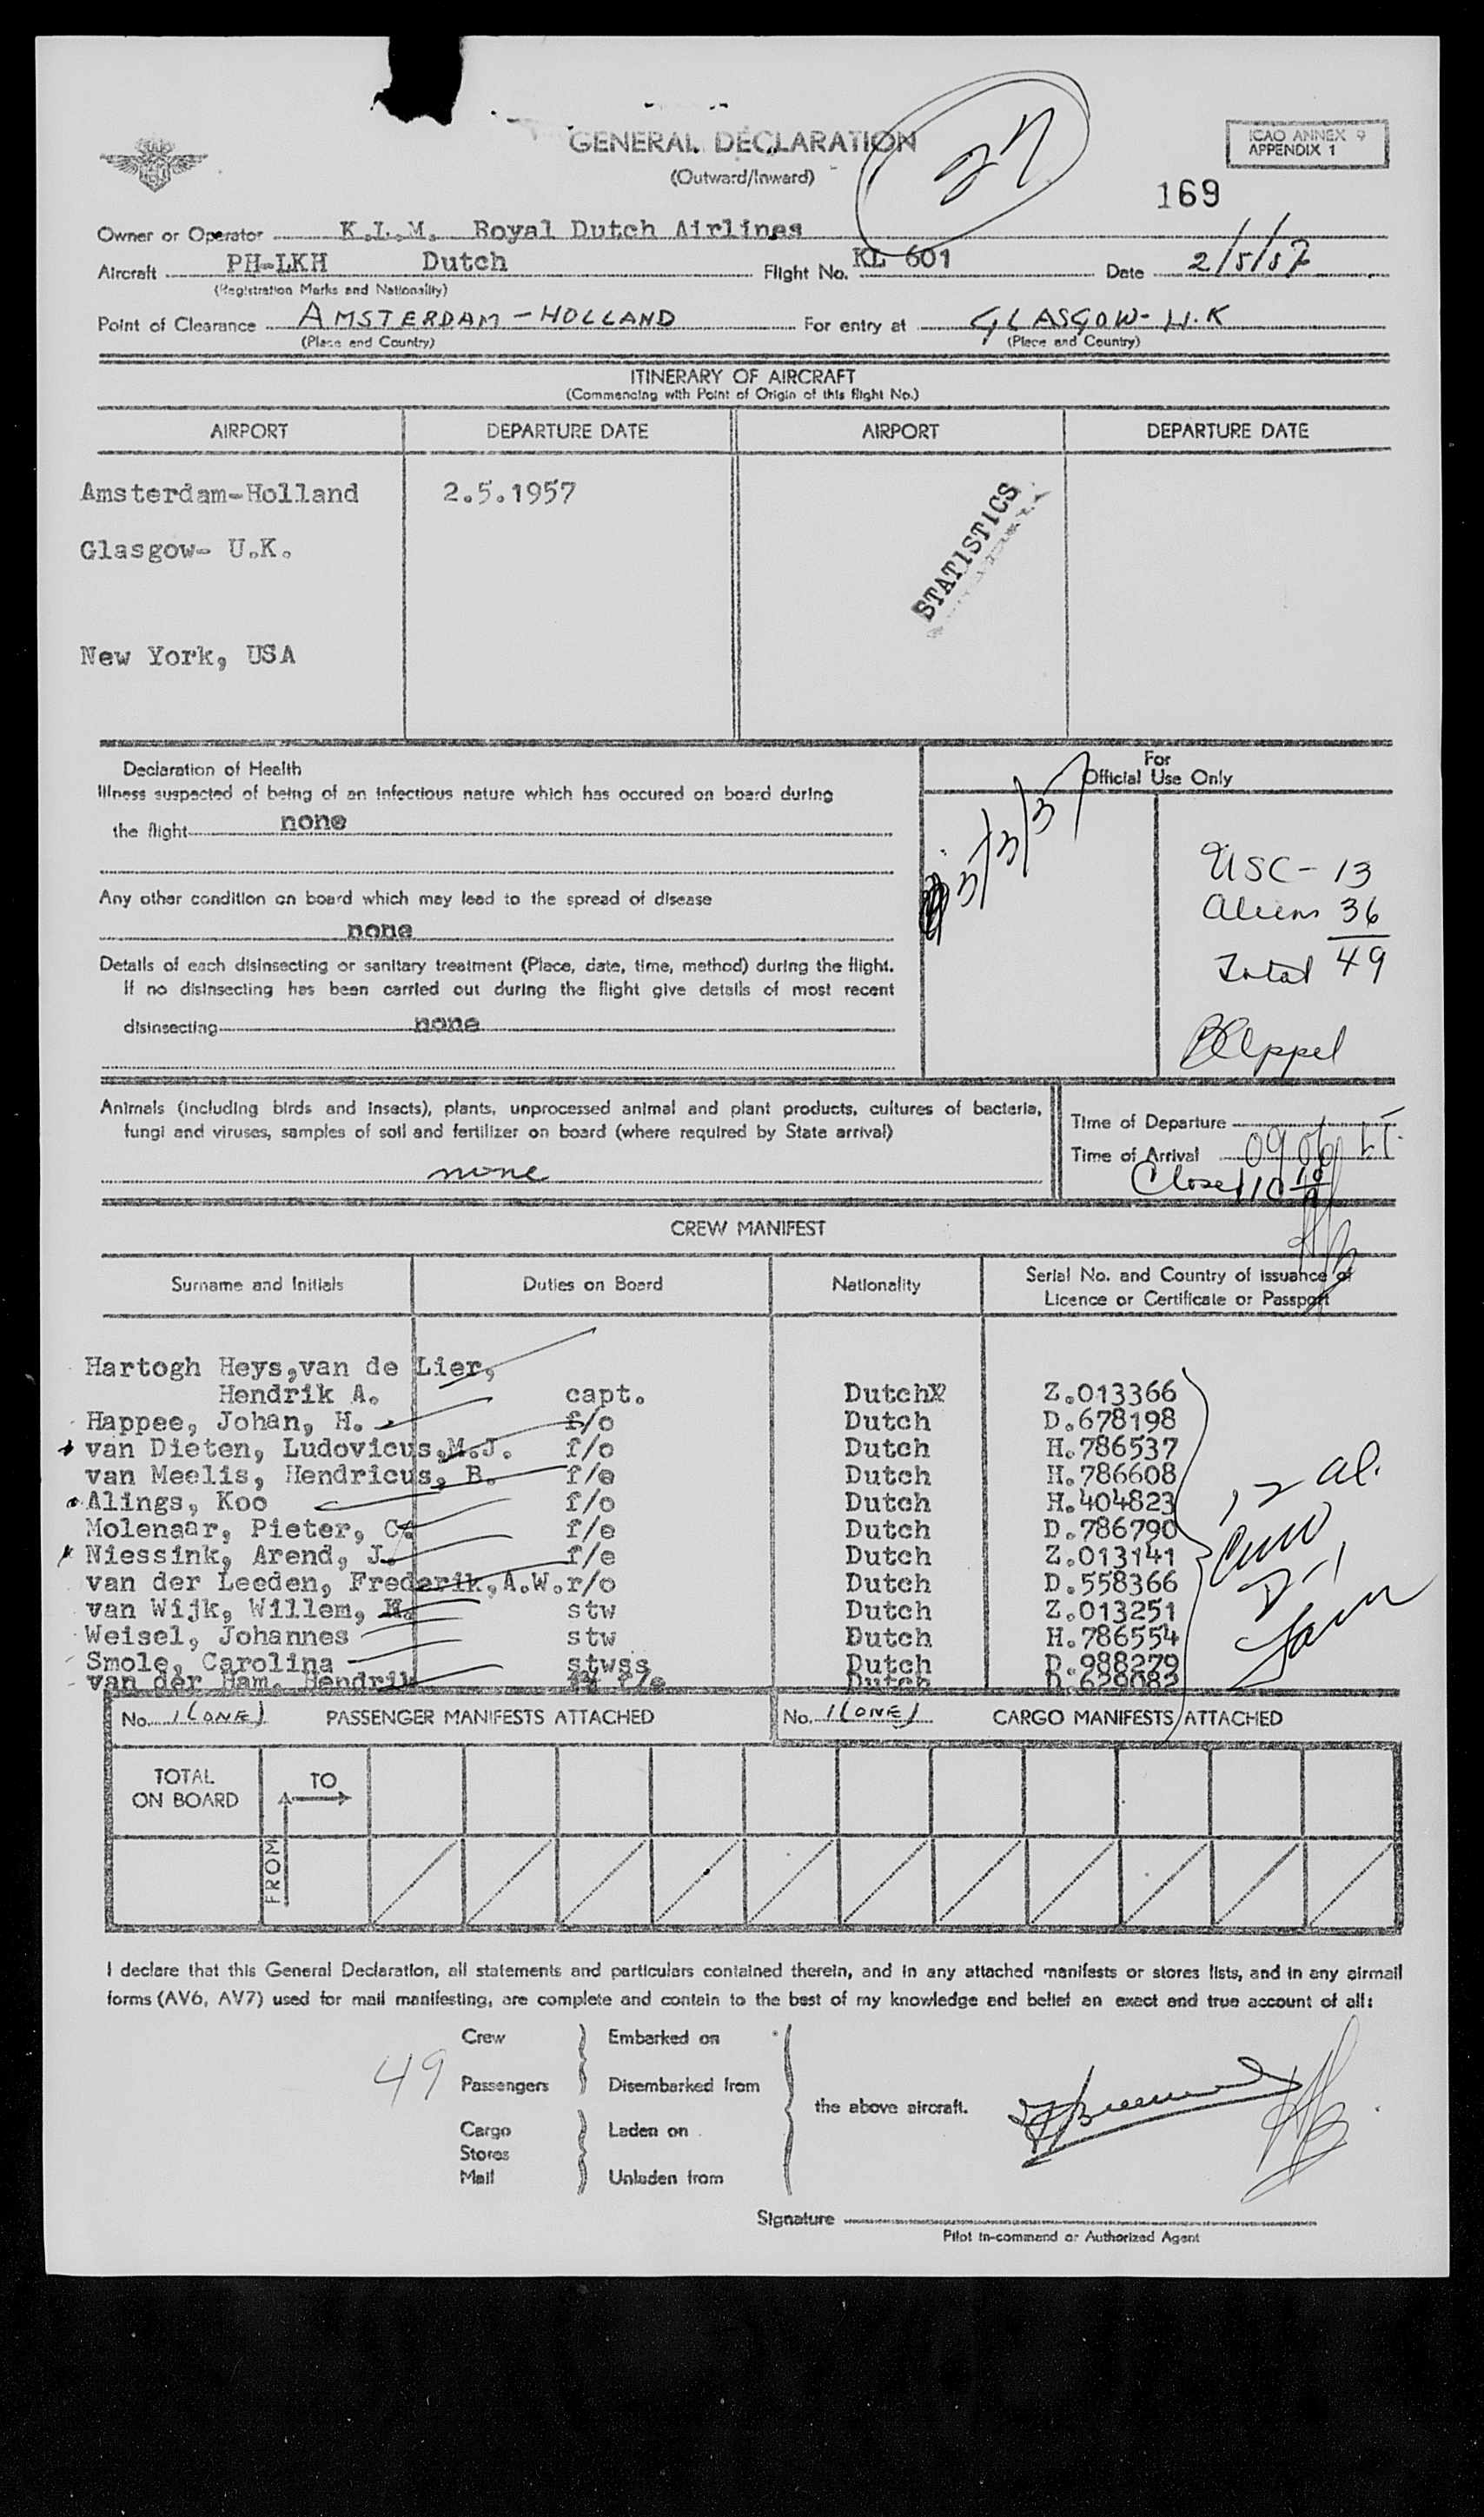 GENERAL DECLARATION
(Outward/Inward)
27
ICAO ANNEX 9
APPENDIX 1
169
Owner or Operator K.L.M. Royal Dutch Airlines
Aircraft PH-LKH Dutch Flight No. KL 601 Date 2/5/57
(Registration Marks and Nationality)
Point of Clearance AMSTERDAM - HOLLAND For entry at GLASGOW - U.K
(Place and Country) (Place and Country)
ITINERARY OF AIRCRAFT
(Commencing with Point of Origin of this flight No.)
AIRPORT DEPARTURE DATE AIRPORT DEPARTURE DATE
Amsterdam-Holland 2.5.1957
STATISTICS
Glasgow- U.K.
New York, USA
Declaration of Health
Illness suspected of being of an infectious nature which has occured on board during
the flight none
Any other condition on board which may lead to the spread of disease
none
Details of each disinsecting or sanitary treatment (Place, date, time, method) during the flight.
If no disinsecting has been carried out during the flight give details of most recent
disinsecting none
For
Official Use Only
USC - 13
Aliens 36
Total 49
Animals (including birds and insects), plants, unprocessed animal and plant products, cultures of bacteria,
fungi and viruses, samples of soil and fertilizer on board (where required by State arrival)
none
Time of Departure
Time of Arrival 0906 LT
Closed 10 10
CREW MANIFEST
Surname and Initials Duties on Board Nationality Serial No. and Country of issuance of
Licence or Certificate or Passport
Hartogh Heys,van de Lier,
Hendrik A. capt. Dutch Z.013366
Happee, Johan, H. f/o Dutch D.678198
van Dieten, Ludovicus,M.J. f/o Dutch H.786537
van Meelis, Hendricus, B. f/e Dutch H.786608
Alings, Koo f/o Dutch H.404823
Molenaar, Pieter, C. f/e Dutch D.786790
Niessink, Arend, J. f/e Dutch Z.013141
van der Leeden, Frederik,A.W. r/o Dutch D.558366
van Wijk, Willem, H. stw Dutch Z.013251
Weisel, Johannes stw Dutch H.786554
Smole, Carolina stwss Dutch D.988279
van der Ham. Hendrik f/e Dutch D.629082
12 al.
Crew
D-1
No. 1 (ONE) PASSENGER MANIFESTS ATTACHED No. 1 (ONE) CARGO MANIFESTS ATTACHED
TOTAL
ON BOARD
TO
FROM
I declare that this General Declaration, all statements and particulars contained therein, and in any attached manifests or stores lists, and in any airmail
forms (AV6, AV7) used for mail manifesting, are complete and contain to the best of my knowledge and belief an exact and true account of all:
Crew Embarked on
49 Passengers Disembarked from
the above aircraft.
Cargo Laden on
Stores
Mail Unladen from
Signature
Pilot in-command or Authorized Agent